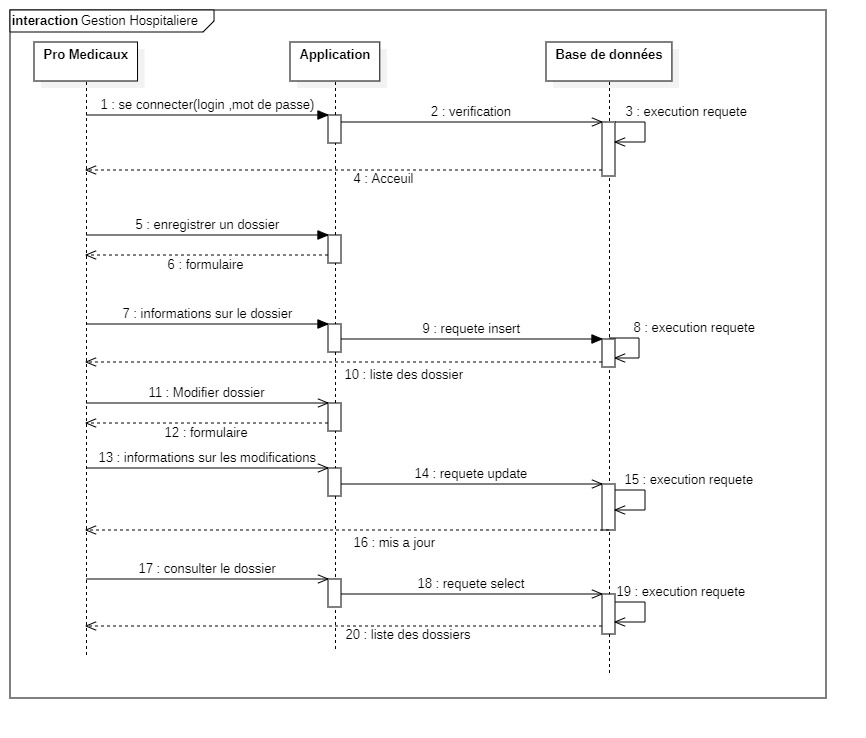 interaction Gestion Hospitaliere
Pro Medicaux
Application
Base de données
1 : se connecter(login ,mot de passe)
2 : verification
3 : execution requete
4 : Acceuil
5 : enregistrer un dossier
6 : formulaire
7 : informations sur le dossier
9 : requete insert
8 : execution requete
10 : liste des dossier
11 : Modifier dossier
12 : formulaire
13 : informations sur les modifications
14 : requete update
15 : execution requete
16 : mis a jour
17 : consulter le dossier
18 : requete select
19 : execution requete
20 : liste des dossiers